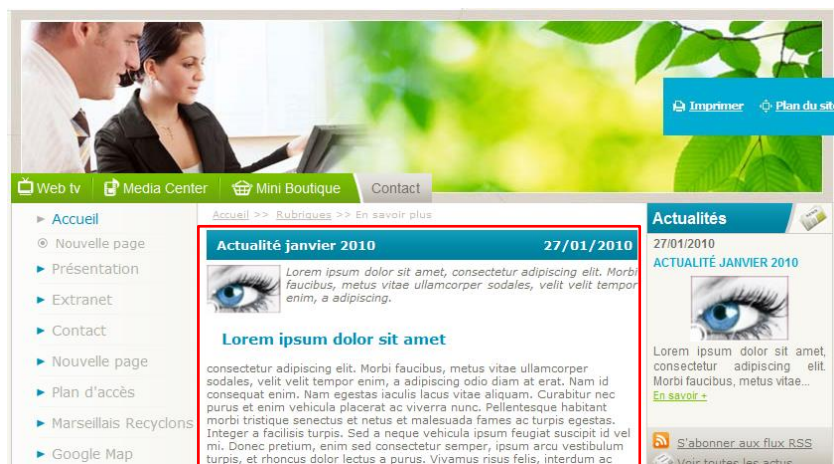 Imprimer Plan du site
Web tv Media Center Mini Boutique Contact
Accueil
Nouvelle page
Présentation
Extranet
Contact
Nouvelle page
Plan d'accès
Marseillais Recyclons
Google Map
Accueil >> Rubriques >> En savoir plus
Actualité janvier 2010 27/01/2010
Lorem ipsum dolor sit amet, consectetur adipiscing elit. Morbi
faucibus, metus vitae ullamcorper sodales, velit velit tempor
enim, a adipiscing.
Lorem ipsum dolor sit amet
consectetur adipiscing elit. Morbi faucibus, metus vitae ullamcorper
sodales, velit velit tempor enim, a adipiscing odio diam at erat. Nam id
consequat enim. Nam egestas iaculis lacus vitae aliquam. Curabitur nec
purus et enim vehicula placerat ac viverra nunc. Pellentesque habitant
morbi tristique senectus et netus et malesuada fames ac turpis egestas.
Integer a facilisis turpis. Sed a neque vehicula ipsum feugiat suscipit id vel
mi. Donec pretium, enim sed consectetur semper, ipsum arcu vestibulum
turpis, et rhoncus dolor lectus a purus. Vivamus risus felis, interdum ac
Actualités
27/01/2010
ACTUALITÉ JANVIER 2010
Lorem ipsum dolor sit amet,
consectetur adipiscing elit.
Morbi faucibus, metus vitae...
En savoir +
S'abonner aux flux RSS
Voir toutes les actus